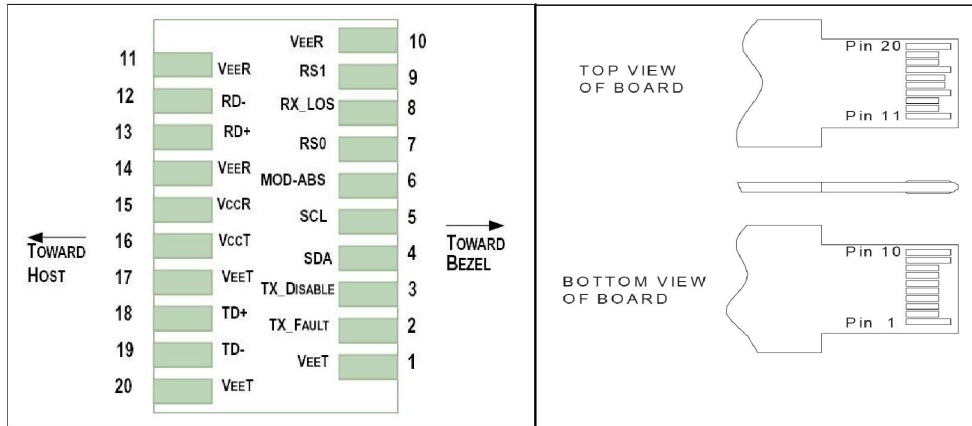 11 VEER
12 RD-
13 RD+
14 VEER
15 VCCR
16 VCCT
17 VEET
18 TD+
19 TD-
20 VEET
VEER 10
RS1 9
RX_LOS 8
RS0 7
MOD-ABS 6
SCL 5
SDA 4
TX_DISABLE 3
TX_FAULT 2
VEET 1
TOWARD
HOST
TOWARD
BEZEL
TOP VIEW
OF BOARD
Pin 20
Pin 11
BOTTOM VIEW
OF BOARD
Pin 10
Pin 1